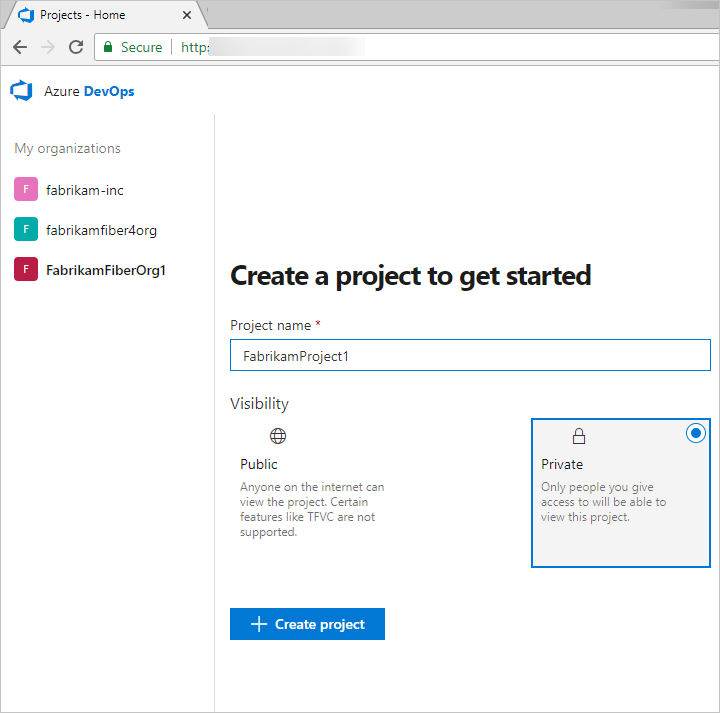 Projects - Home
Secure
http:
Azure DevOps
My organizations
F fabrikam-inc
F fabrikamfiber4org
F FabrikamFiberOrg1
Create a project to get started
Project name *
FabrikamProject1
Visibility
Public
Anyone on the internet can
view the project. Certain
features like TFVC are not
supported.
Private
Only people you give
access to will be able to
view this project.
Create project